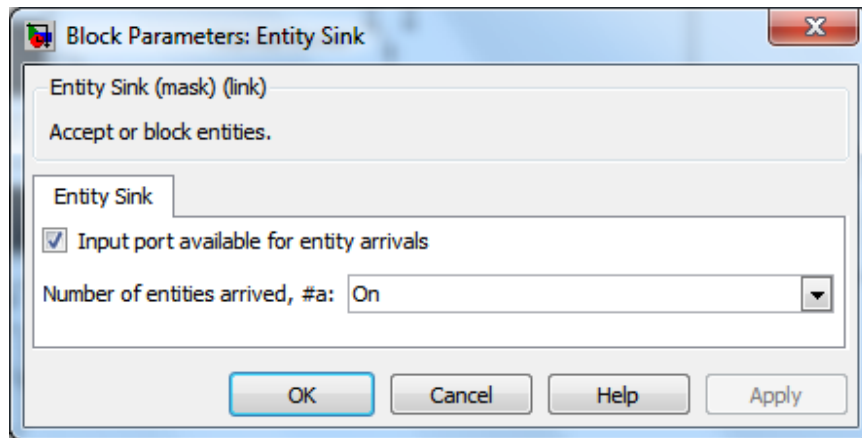 Block Parameters: Entity Sink
Entity Sink (mask) (link)
Accept or block entities.
Entity Sink
Input port available for entity arrivals
Number of entities arrived, #a: On
OK Cancel Help Apply